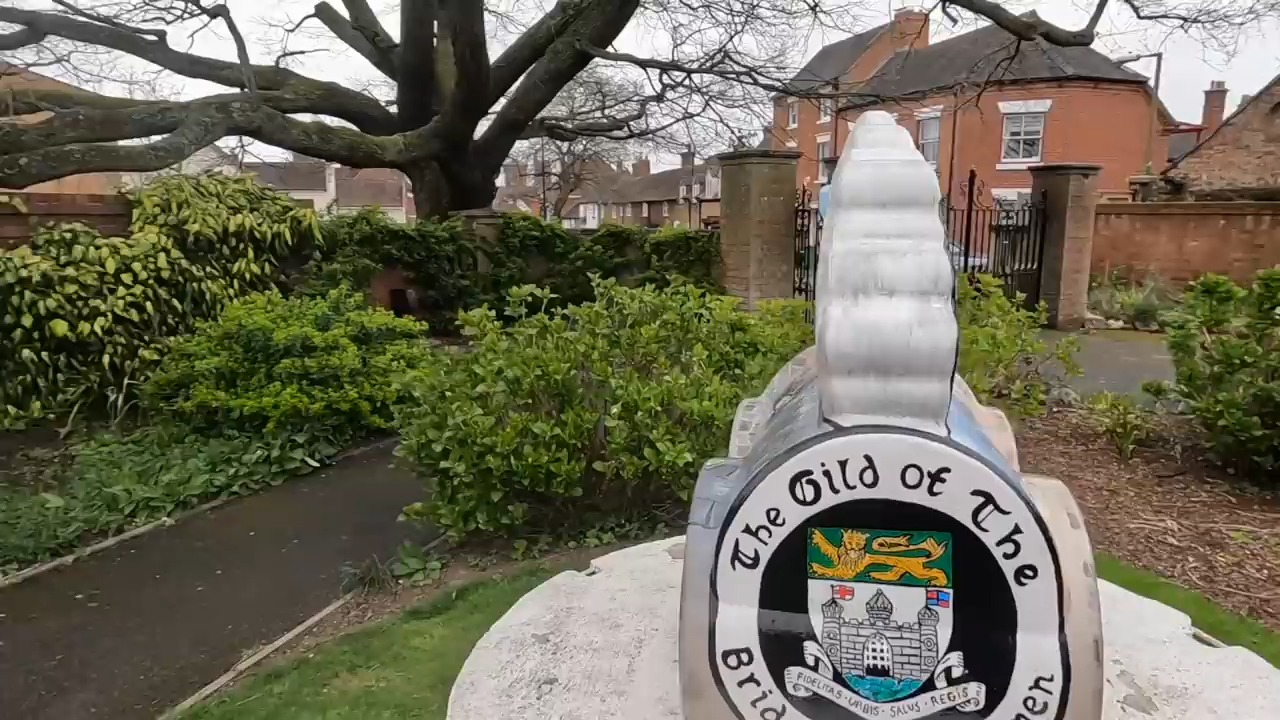 The Gild of The
FIDELITAS · URBIS · SALUS · REGIS